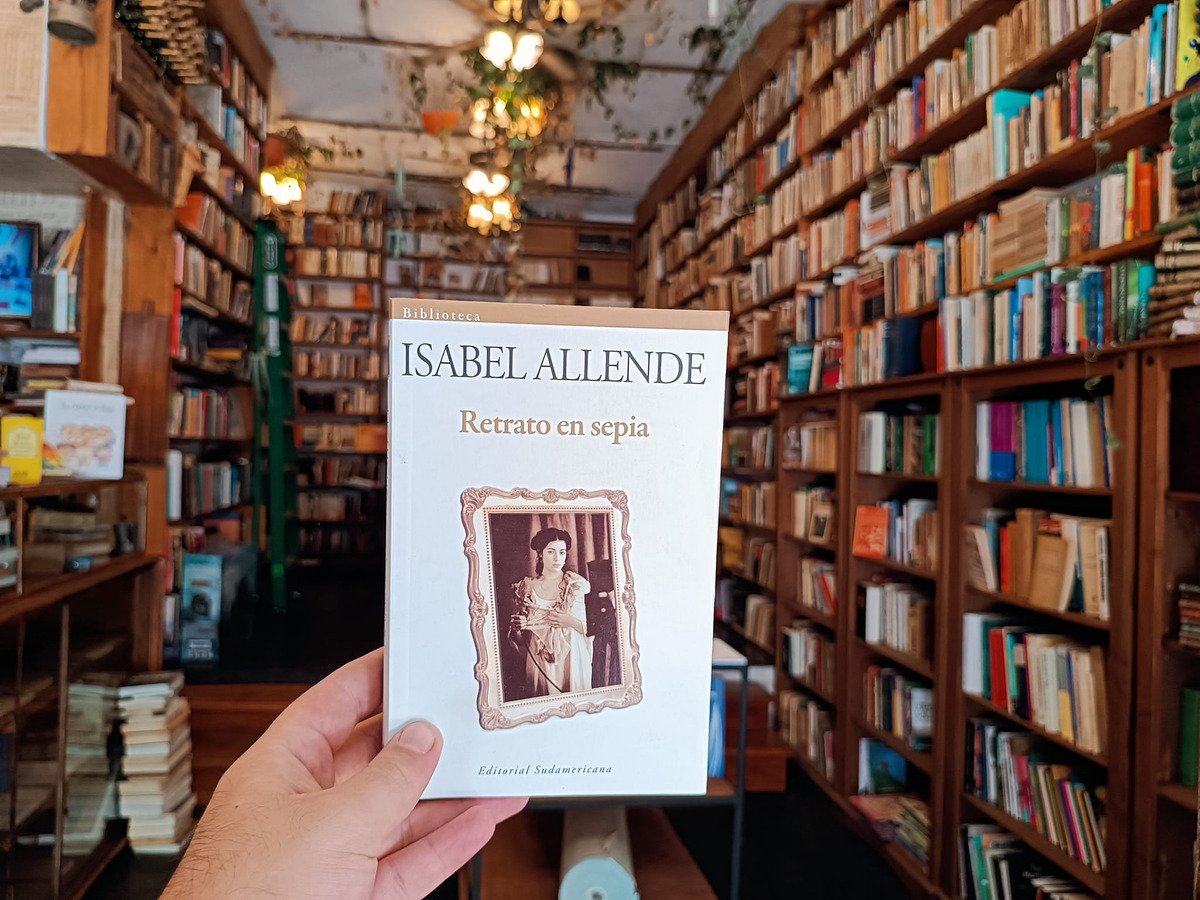 Biblioteca
ISABEL ALLENDE
Retrato en sepia
Editorial Sudamericana